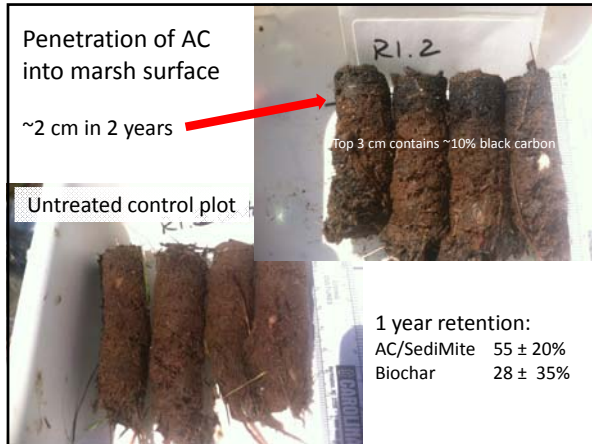 Penetration of AC
into marsh surface
~2 cm in 2 years
R1.2
Top 3 cm contains ~10% black carbon
Untreated control plot
1 year retention:
AC/SediMite 55 ± 20%
Biochar 28 ± 35%